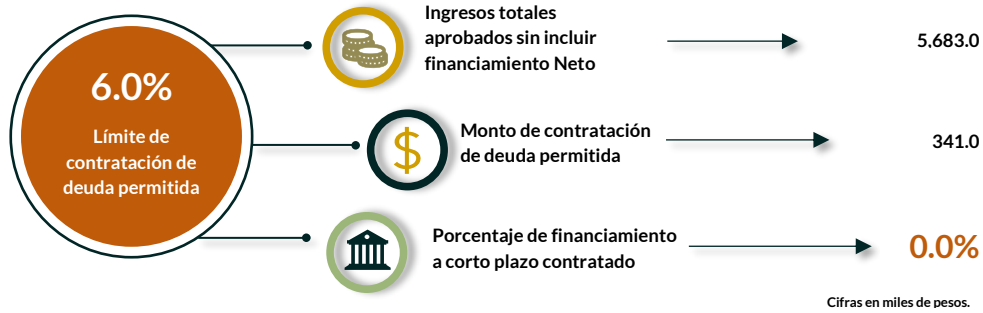 6.0%
Límite de
contratación de
deuda permitida
Ingresos totales
aprobados sin incluir
financiamiento Neto
5,683.0
$
Monto de contratación
de deuda permitida
341.0
Porcentaje de financiamiento
a corto plazo contratado
0.0%
Cifras en miles de pesos.